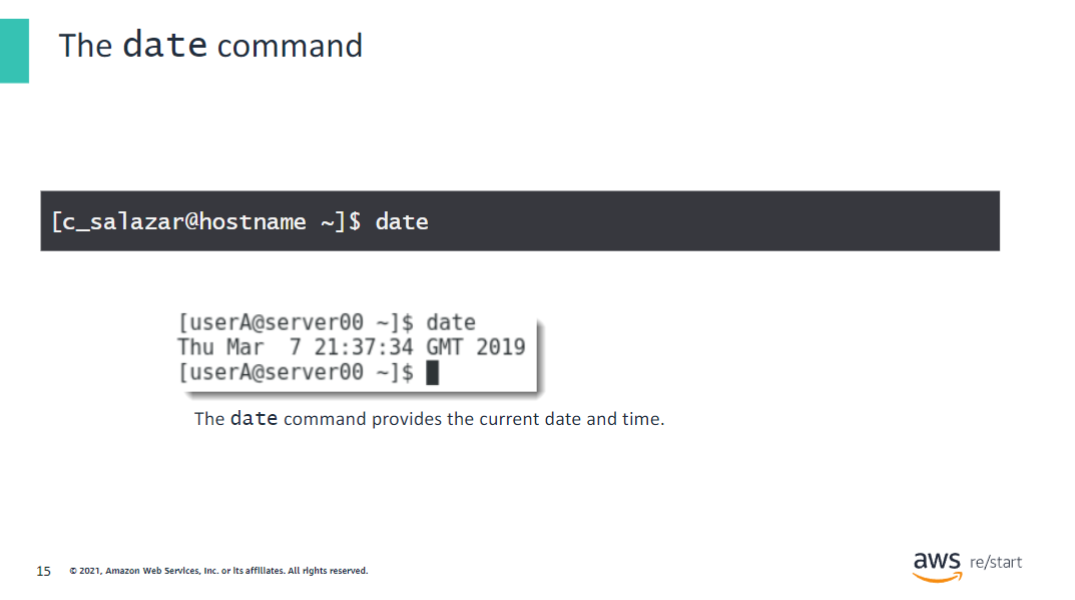 The date command
[c_salazar@hostname ~]$ date
[userA@server00 ~]$ date
Thu Mar  7 21:37:34 GMT 2019
[userA@server00 ~]$
The date command provides the current date and time.
15 © 2021, Amazon Web Services, Inc. or its affiliates. All rights reserved.
aws re/start